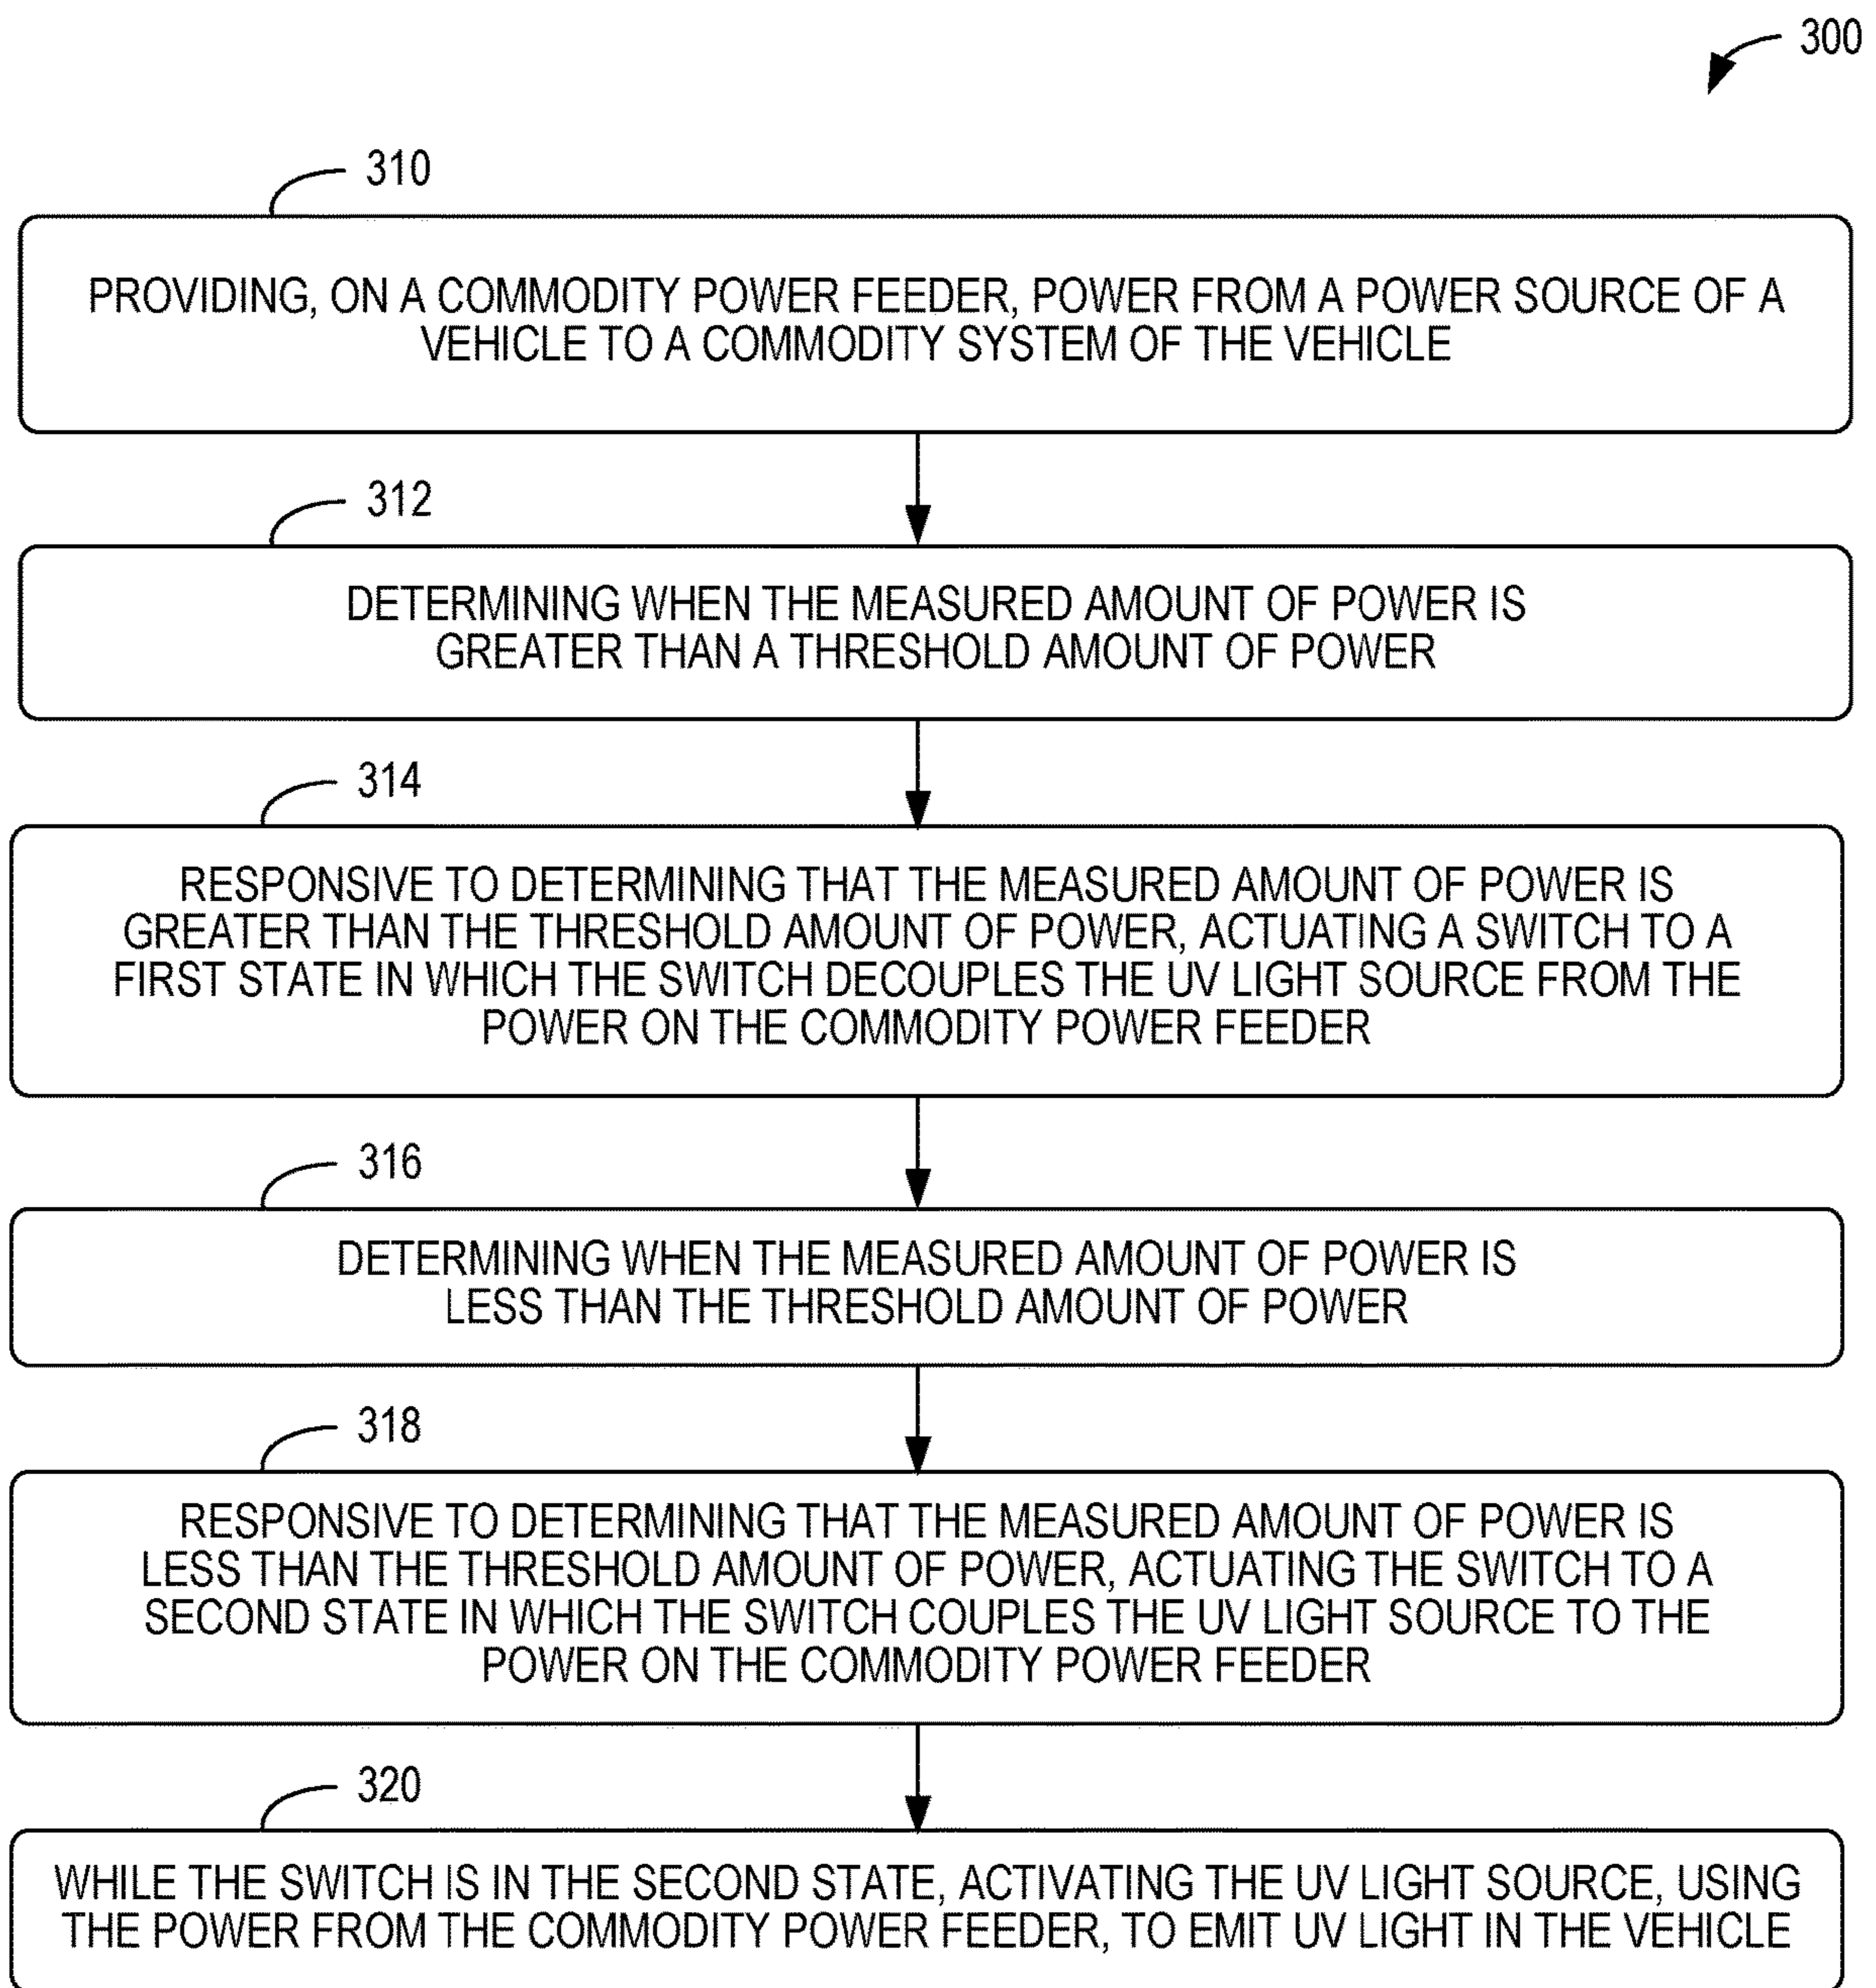 300
310
PROVIDING, ON A COMMODITY POWER FEEDER, POWER FROM A POWER SOURCE OF A
VEHICLE TO A COMMODITY SYSTEM OF THE VEHICLE
312
DETERMINING WHEN THE MEASURED AMOUNT OF POWER IS
GREATER THAN A THRESHOLD AMOUNT OF POWER
314
RESPONSIVE TO DETERMINING THAT THE MEASURED AMOUNT OF POWER IS
GREATER THAN THE THRESHOLD AMOUNT OF POWER, ACTUATING A SWITCH TO A
FIRST STATE IN WHICH THE SWITCH DECOUPLES THE UV LIGHT SOURCE FROM THE
POWER ON THE COMMODITY POWER FEEDER
316
DETERMINING WHEN THE MEASURED AMOUNT OF POWER IS
LESS THAN THE THRESHOLD AMOUNT OF POWER
318
RESPONSIVE TO DETERMINING THAT THE MEASURED AMOUNT OF POWER IS
LESS THAN THE THRESHOLD AMOUNT OF POWER, ACTUATING THE SWITCH TO A
SECOND STATE IN WHICH THE SWITCH COUPLES THE UV LIGHT SOURCE TO THE
POWER ON THE COMMODITY POWER FEEDER
320
WHILE THE SWITCH IS IN THE SECOND STATE, ACTIVATING THE UV LIGHT SOURCE, USING
THE POWER FROM THE COMMODITY POWER FEEDER, TO EMIT UV LIGHT IN THE VEHICLE